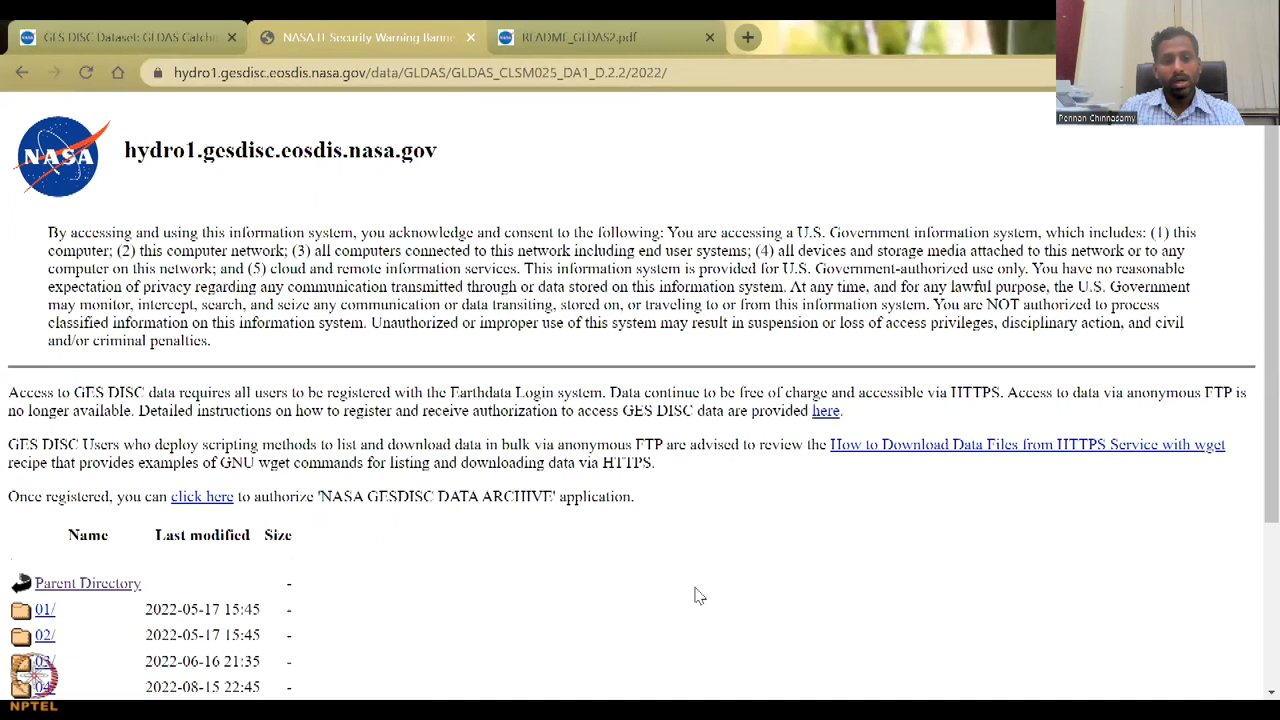 GES DISC Dataset: GLDAS Catchm
NASA IT Security Warning Banne
README_GLDAS2.pdf
hydro1.gesdisc.eosdis.nasa.gov/data/GLDAS/GLDAS_CLSM025_DA1_D.2.2/2022/
Pennan Chinnasamy
NASA
hydro1.gesdisc.eosdis.nasa.gov
By accessing and using this information system, you acknowledge and consent to the following: You are accessing a U.S. Government information system, which includes: (1) this
computer; (2) this computer network; (3) all computers connected to this network including end user systems; (4) all devices and storage media attached to this network or to any
computer on this network; and (5) cloud and remote information services. This information system is provided for U.S. Government-authorized use only. You have no reasonable
expectation of privacy regarding any communication transmitted through or data stored on this information system. At any time, and for any lawful purpose, the U.S. Government
may monitor, intercept, search, and seize any communication or data transiting, stored on, or traveling to or from this information system. You are NOT authorized to process
classified information on this information system. Unauthorized or improper use of this system may result in suspension or loss of access privileges, disciplinary action, and civil
and/or criminal penalties.
Access to GES DISC data requires all users to be registered with the Earthdata Login system. Data continue to be free of charge and accessible via HTTPS. Access to data via anonymous FTP is
no longer available. Detailed instructions on how to register and receive authorization to access GES DISC data are provided here.
GES DISC Users who deploy scripting methods to list and download data in bulk via anonymous FTP are advised to review the How to Download Data Files from HTTPS Service with wget
recipe that provides examples of GNU wget commands for listing and downloading data via HTTPS.
Once registered, you can click here to authorize 'NASA GESDISC DATA ARCHIVE' application.
Name Last modified Size
Parent Directory -
01/ 2022-05-17 15:45 -
02/ 2022-05-17 15:45 -
03/ 2022-06-16 21:35 -
04/ 2022-08-15 22:45 -
NPTEL